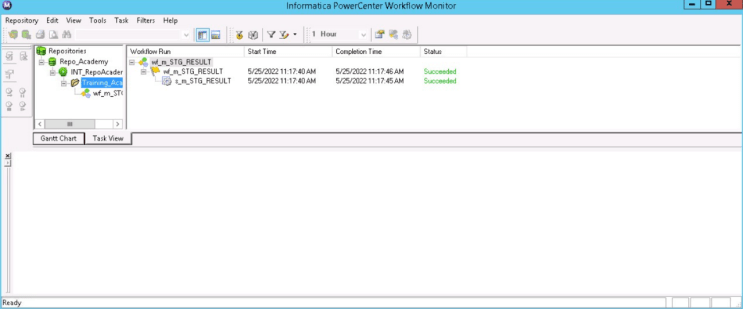 Informatica PowerCenter Workflow Monitor
Repository Edit View Tools Task Filters Help
1 Hour
Repositories
Repo_Academy
INT_RepoAcader
Training_Aca
wf_m_ST
Workflow Run Start Time Completion Time Status
wf_m_STG_RESULT
wf_m_STG_RESULT 5/25/2022 11:17:40 AM 5/25/2022 11:17:46 AM Succeeded
s_m_STG_RESULT 5/25/2022 11:17:40 AM 5/25/2022 11:17:45 AM Succeeded
Gantt Chart Task View
Ready